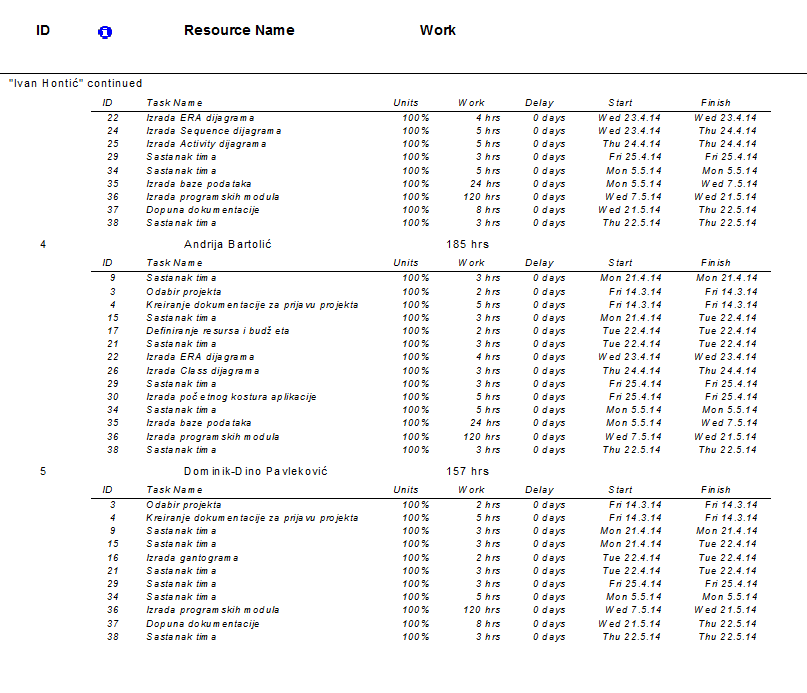 ID Resource Name Work
"Ivan Hontić" continued
ID Task Name Units Work Delay Start Finish
22 Izrada ERA dijagrama 100% 4 hrs 0 days Wed 23.4.14 Wed 23.4.14
24 Izrada Sequence dijagrama 100% 5 hrs 0 days Wed 23.4.14 Thu 24.4.14
25 Izrada Activity dijagrama 100% 5 hrs 0 days Thu 24.4.14 Thu 24.4.14
29 Sastanak tima 100% 3 hrs 0 days Fri 25.4.14 Fri 25.4.14
34 Sastanak tima 100% 5 hrs 0 days Mon 5.5.14 Mon 5.5.14
35 Izrada baze podataka 100% 24 hrs 0 days Mon 5.5.14 Wed 7.5.14
36 Izrada programskih modula 100% 120 hrs 0 days Wed 7.5.14 Wed 21.5.14
37 Dopuna dokumentacije 100% 8 hrs 0 days Wed 21.5.14 Thu 22.5.14
38 Sastanak tima 100% 3 hrs 0 days Thu 22.5.14 Thu 22.5.14
4 Andrija Bartolić 185 hrs
ID Task Name Units Work Delay Start Finish
9 Sastanak tima 100% 3 hrs 0 days Mon 21.4.14 Mon 21.4.14
3 Odabir projekta 100% 2 hrs 0 days Fri 14.3.14 Fri 14.3.14
4 Kreiranje dokumentacije za prijavu projekta 100% 5 hrs 0 days Fri 14.3.14 Fri 14.3.14
15 Sastanak tima 100% 3 hrs 0 days Mon 21.4.14 Tue 22.4.14
17 Definiranje resursa i budžeta 100% 2 hrs 0 days Tue 22.4.14 Tue 22.4.14
21 Sastanak tima 100% 3 hrs 0 days Tue 22.4.14 Tue 22.4.14
22 Izrada ERA dijagrama 100% 4 hrs 0 days Wed 23.4.14 Wed 23.4.14
26 Izrada Class dijagrama 100% 3 hrs 0 days Thu 24.4.14 Thu 24.4.14
29 Sastanak tima 100% 3 hrs 0 days Fri 25.4.14 Fri 25.4.14
30 Izrada početnog kostura aplikacije 100% 5 hrs 0 days Fri 25.4.14 Fri 25.4.14
34 Sastanak tima 100% 5 hrs 0 days Mon 5.5.14 Mon 5.5.14
35 Izrada baze podataka 100% 24 hrs 0 days Mon 5.5.14 Wed 7.5.14
36 Izrada programskih modula 100% 120 hrs 0 days Wed 7.5.14 Wed 21.5.14
38 Sastanak tima 100% 3 hrs 0 days Thu 22.5.14 Thu 22.5.14
5 Dominik-Dino Pavleković 157 hrs
ID Task Name Units Work Delay Start Finish
3 Odabir projekta 100% 2 hrs 0 days Fri 14.3.14 Fri 14.3.14
4 Kreiranje dokumentacije za prijavu projekta 100% 5 hrs 0 days Fri 14.3.14 Fri 14.3.14
9 Sastanak tima 100% 3 hrs 0 days Mon 21.4.14 Mon 21.4.14
15 Sastanak tima 100% 3 hrs 0 days Mon 21.4.14 Tue 22.4.14
16 Izrada gantograma 100% 2 hrs 0 days Tue 22.4.14 Tue 22.4.14
21 Sastanak tima 100% 3 hrs 0 days Tue 22.4.14 Tue 22.4.14
29 Sastanak tima 100% 3 hrs 0 days Fri 25.4.14 Fri 25.4.14
34 Sastanak tima 100% 5 hrs 0 days Mon 5.5.14 Mon 5.5.14
36 Izrada programskih modula 100% 120 hrs 0 days Wed 7.5.14 Wed 21.5.14
37 Dopuna dokumentacije 100% 8 hrs 0 days Wed 21.5.14 Thu 22.5.14
38 Sastanak tima 100% 3 hrs 0 days Thu 22.5.14 Thu 22.5.14